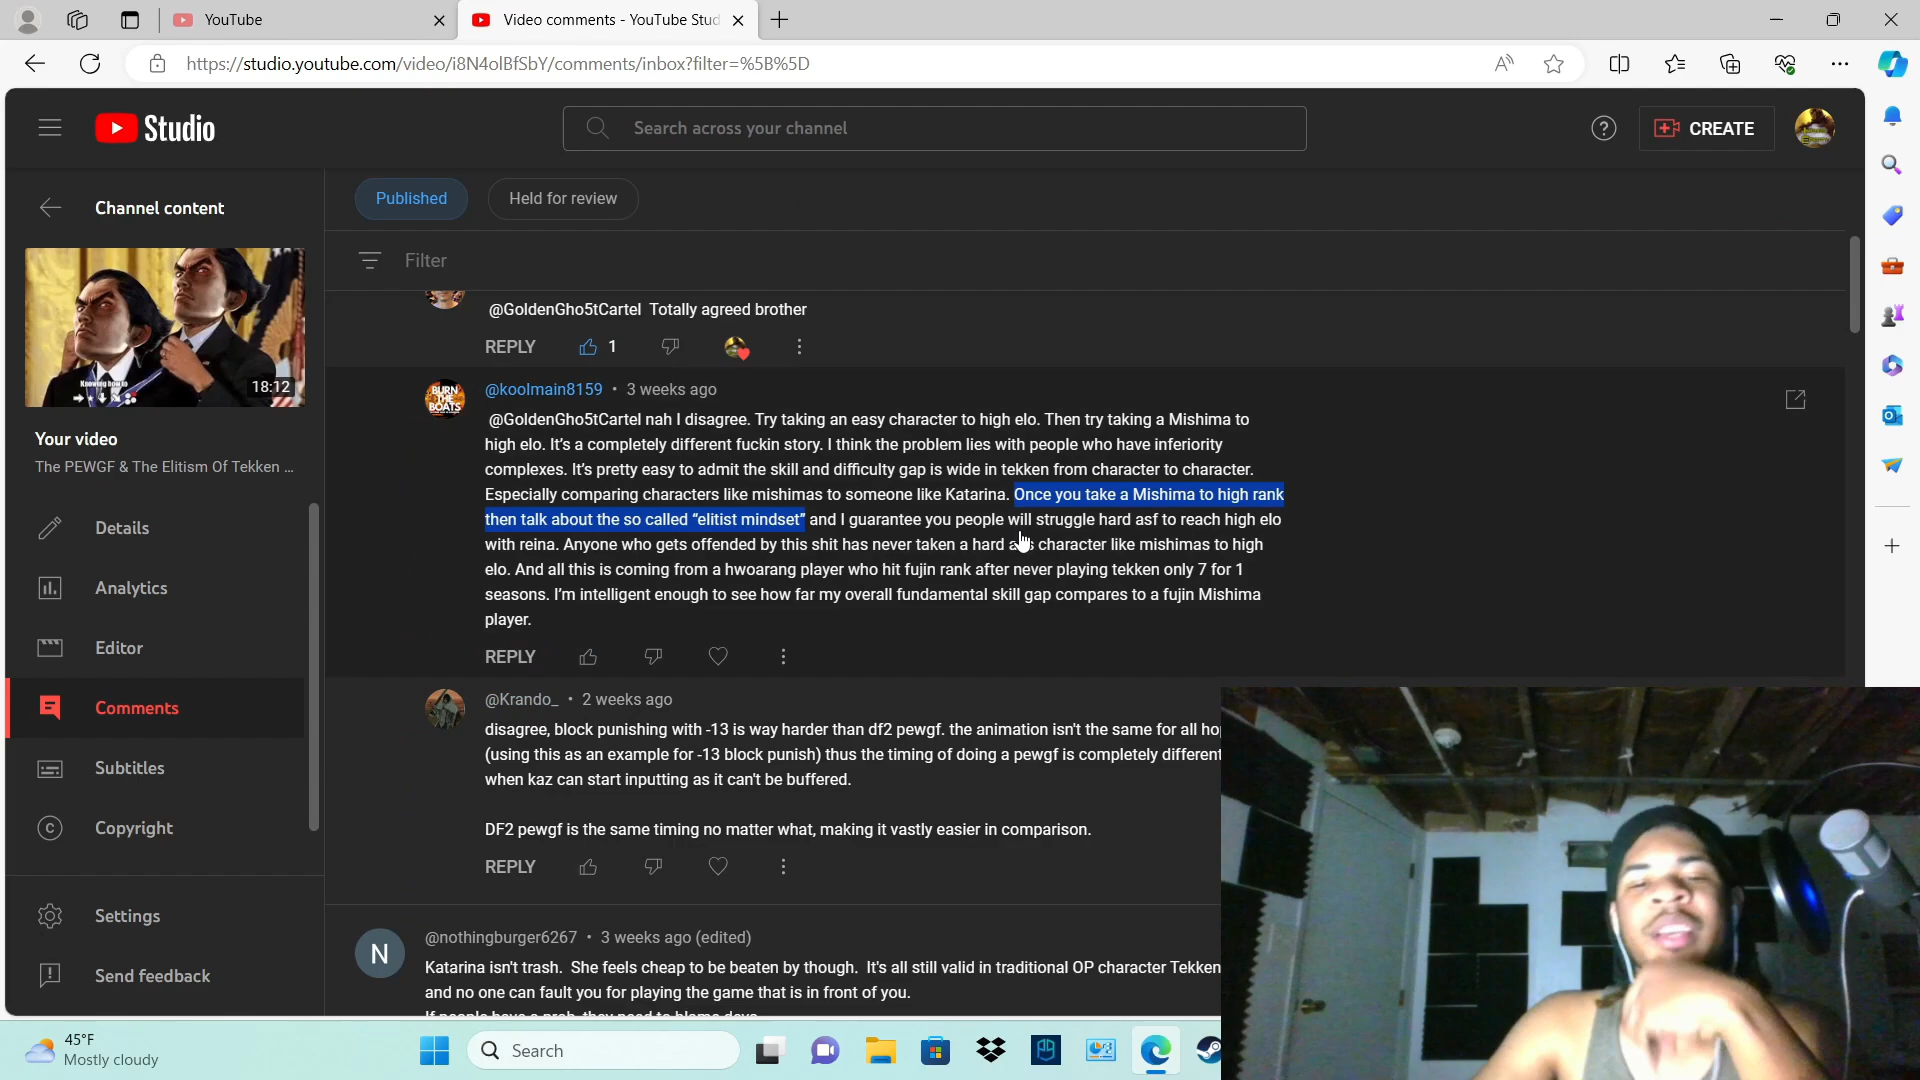 YouTube
Video comments - YouTube Stud
https://studio.youtube.com/video/i8N4olBfSbY/comments/inbox?filter=%5B%5D
Studio
Search across your channel
CREATE
Channel content
Published
Held for review
Filter
Knowing how to
18:12
Your video
The PEWGF & The Elitism Of Tekken ...
Details
Analytics
Editor
Comments
Subtitles
Copyright
Settings
Send feedback
@GoldenGho5tCartel Totally agreed brother
REPLY
1
BURN
THE
BOATS
@koolmain8159 • 3 weeks ago
@GoldenGho5tCartel nah I disagree. Try taking an easy character to high elo. Then try taking a Mishima to
high elo. It's a completely different fuckin story. I think the problem lies with people who have inferiority
complexes. It's pretty easy to admit the skill and difficulty gap is wide in tekken from character to character.
Especially comparing characters like mishimas to someone like Katarina. Once you take a Mishima to high rank
then talk about the so called “elitist mindset” and I guarantee you people will struggle hard asf to reach high elo
with reina. Anyone who gets offended by this shit has never taken a hard character like mishimas to high
elo. And all this is coming from a hwoarang player who hit fujin rank after never playing tekken only 7 for 1
seasons. I'm intelligent enough to see how far my overall fundamental skill gap compares to a fujin Mishima
player.
REPLY
@Krando_ • 2 weeks ago
disagree, block punishing with -13 is way harder than df2 pewgf. the animation isn't the same for all ho
(using this as an example for -13 block punish) thus the timing of doing a pewgf is completely different
when kaz can start inputting as it can't be buffered.
DF2 pewgf is the same timing no matter what, making it vastly easier in comparison.
REPLY
N
@nothingburger6267 • 3 weeks ago (edited)
Katarina isn't trash. She feels cheap to be beaten by though. It's all still valid in traditional OP character Tekken
and no one can fault you for playing the game that is in front of you.
45°F
Mostly cloudy
Search